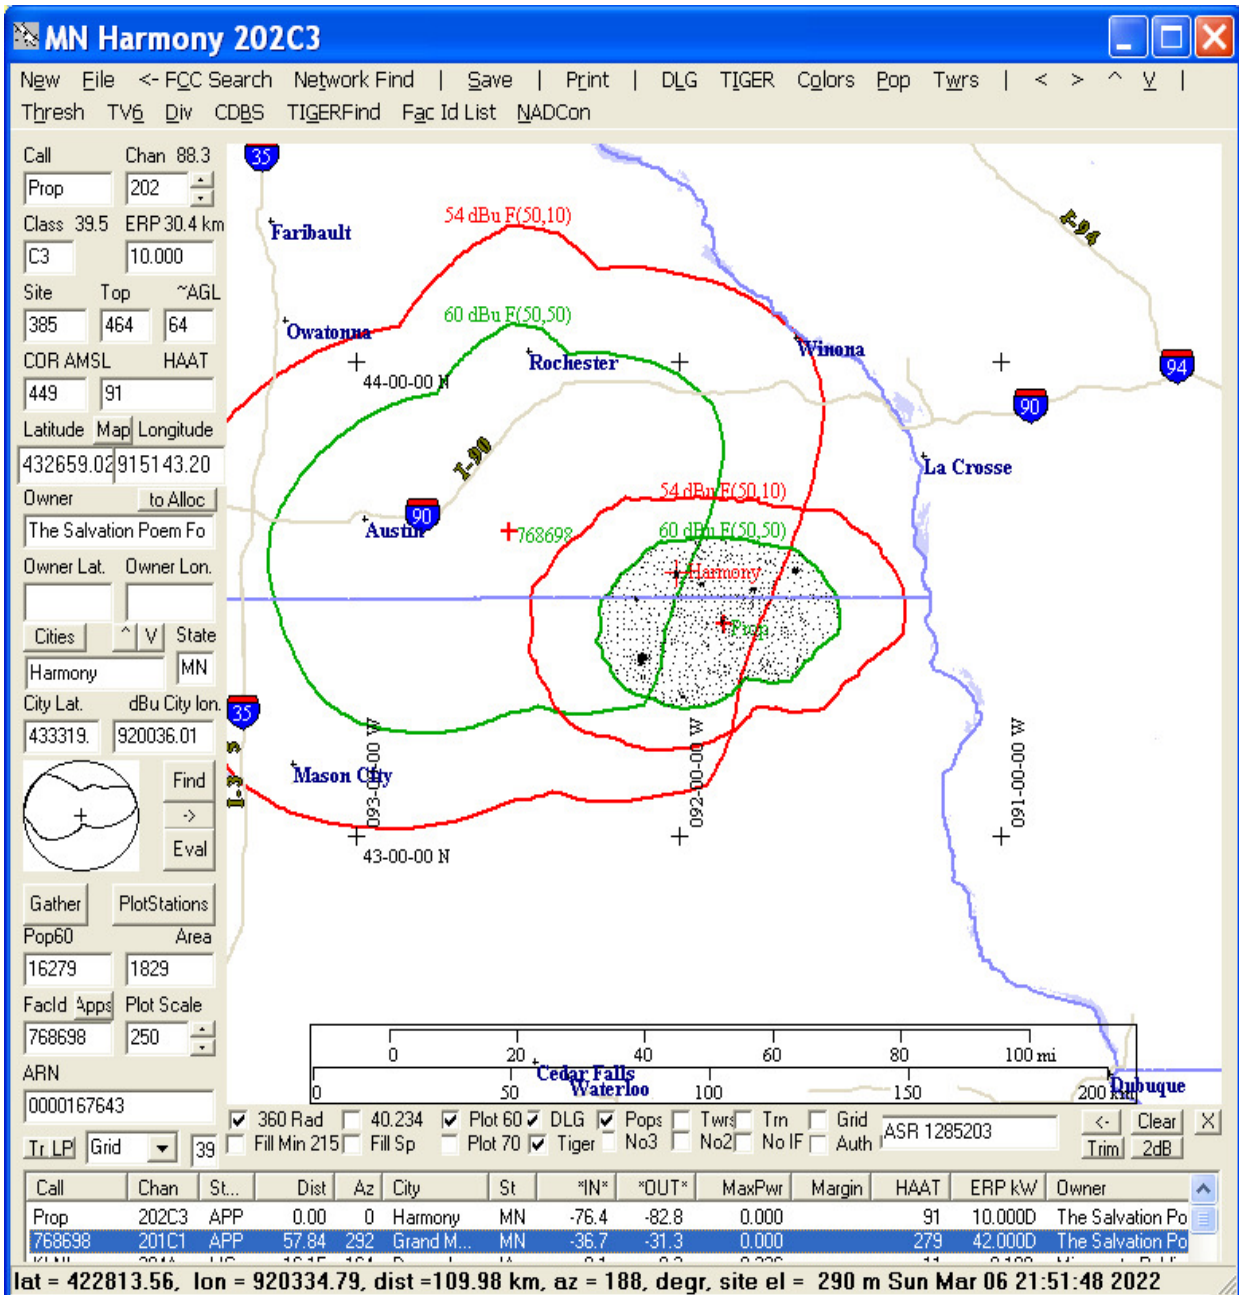 MN Harmony 202C3
New File <- FCC Search Network Find | Save | Print | DLG TIGER Colors Pop Twrs | < > ^ V |
Thresh TV6 Div CDBS TIGERFind Fac Id List NADCon
Call Chan 88.3
Prop 202
Class 39.5 ERP 30.4 km
C3 10.000
Site Top ~AGL
385 464 64
COR AMSL HAAT
449 91
Latitude Map Longitude
432659.02 915143.20
Owner to Alloc
The Salvation Poem Fo
Owner Lat. Owner Lon.
Cities ^ V State
Harmony MN
City Lat. dBu City lon.
433319. 920036.01
Find
->
Eval
Gather PlotStations
Pop60 Area
16279 1829
FacId Apps Plot Scale
768698 250
ARN
0000167643
Tr LP Grid 39
35
Faribault
54 dBu F(50,10)
I-94
Owatonna
60 dBu F(50,50)
Rochester
Winona
44-00-00 N
94
90
I-90
La Crosse
54 dBu F(50,10)
90
Austin
768698
60 dBu F(50,50)
Harmony
Prop
35
093-00-00 W
092-00-00 W
091-00-00 W
Mason City
43-00-00 N
0 20 40 60 80 100 mi
Cedar Falls
Waterloo
Dubuque
0 50 100 150 200 km
360 Rad 40.234 Plot 60 DLG Pops Twrs Trn Grid
Fill Min 215 Fill Sp Plot 70 Tiger No3 No2 No IF Auth
ASR 1285203
<- Clear X
Trim 2dB
Call Chan St... Dist Az City St *IN* *OUT* MaxPwr Margin HAAT ERP kW Owner
Prop 202C3 APP 0.00 0 Harmony MN -76.4 -82.8 0.000 91 10.000D The Salvation Po
768698 201C1 APP 57.84 292 Grand M... MN -36.7 -31.3 0.000 279 42.000D The Salvation Po
lat = 422813.56, lon = 920334.79, dist =109.98 km, az = 188, degr, site el = 290 m Sun Mar 06 21:51:48 2022